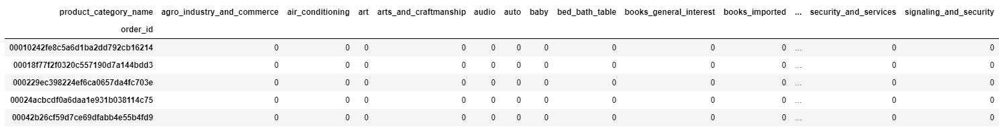 product_category_name agro_industry_and_commerce air_conditioning art arts_and_craftmanship audio auto baby bed_bath_table books_general_interest books_imported ... security_and_services signaling_and_security
order_id
00010242fe8c5a6d1ba2dd792cb16214 0 0 0 0 0 0 0 0 0 0 ... 0 0
00018f77f2f0320c557190d7a144bdd3 0 0 0 0 0 0 0 0 0 0 ... 0 0
000229ec398224ef6ca0657da4fc703e 0 0 0 0 0 0 0 0 0 0 ... 0 0
00024acbcdf0a6daa1e931b038114c75 0 0 0 0 0 0 0 0 0 0 ... 0 0
00042b26cf59d7ce69dfabb4e55b4fd9 0 0 0 0 0 0 0 0 0 0 ... 0 0